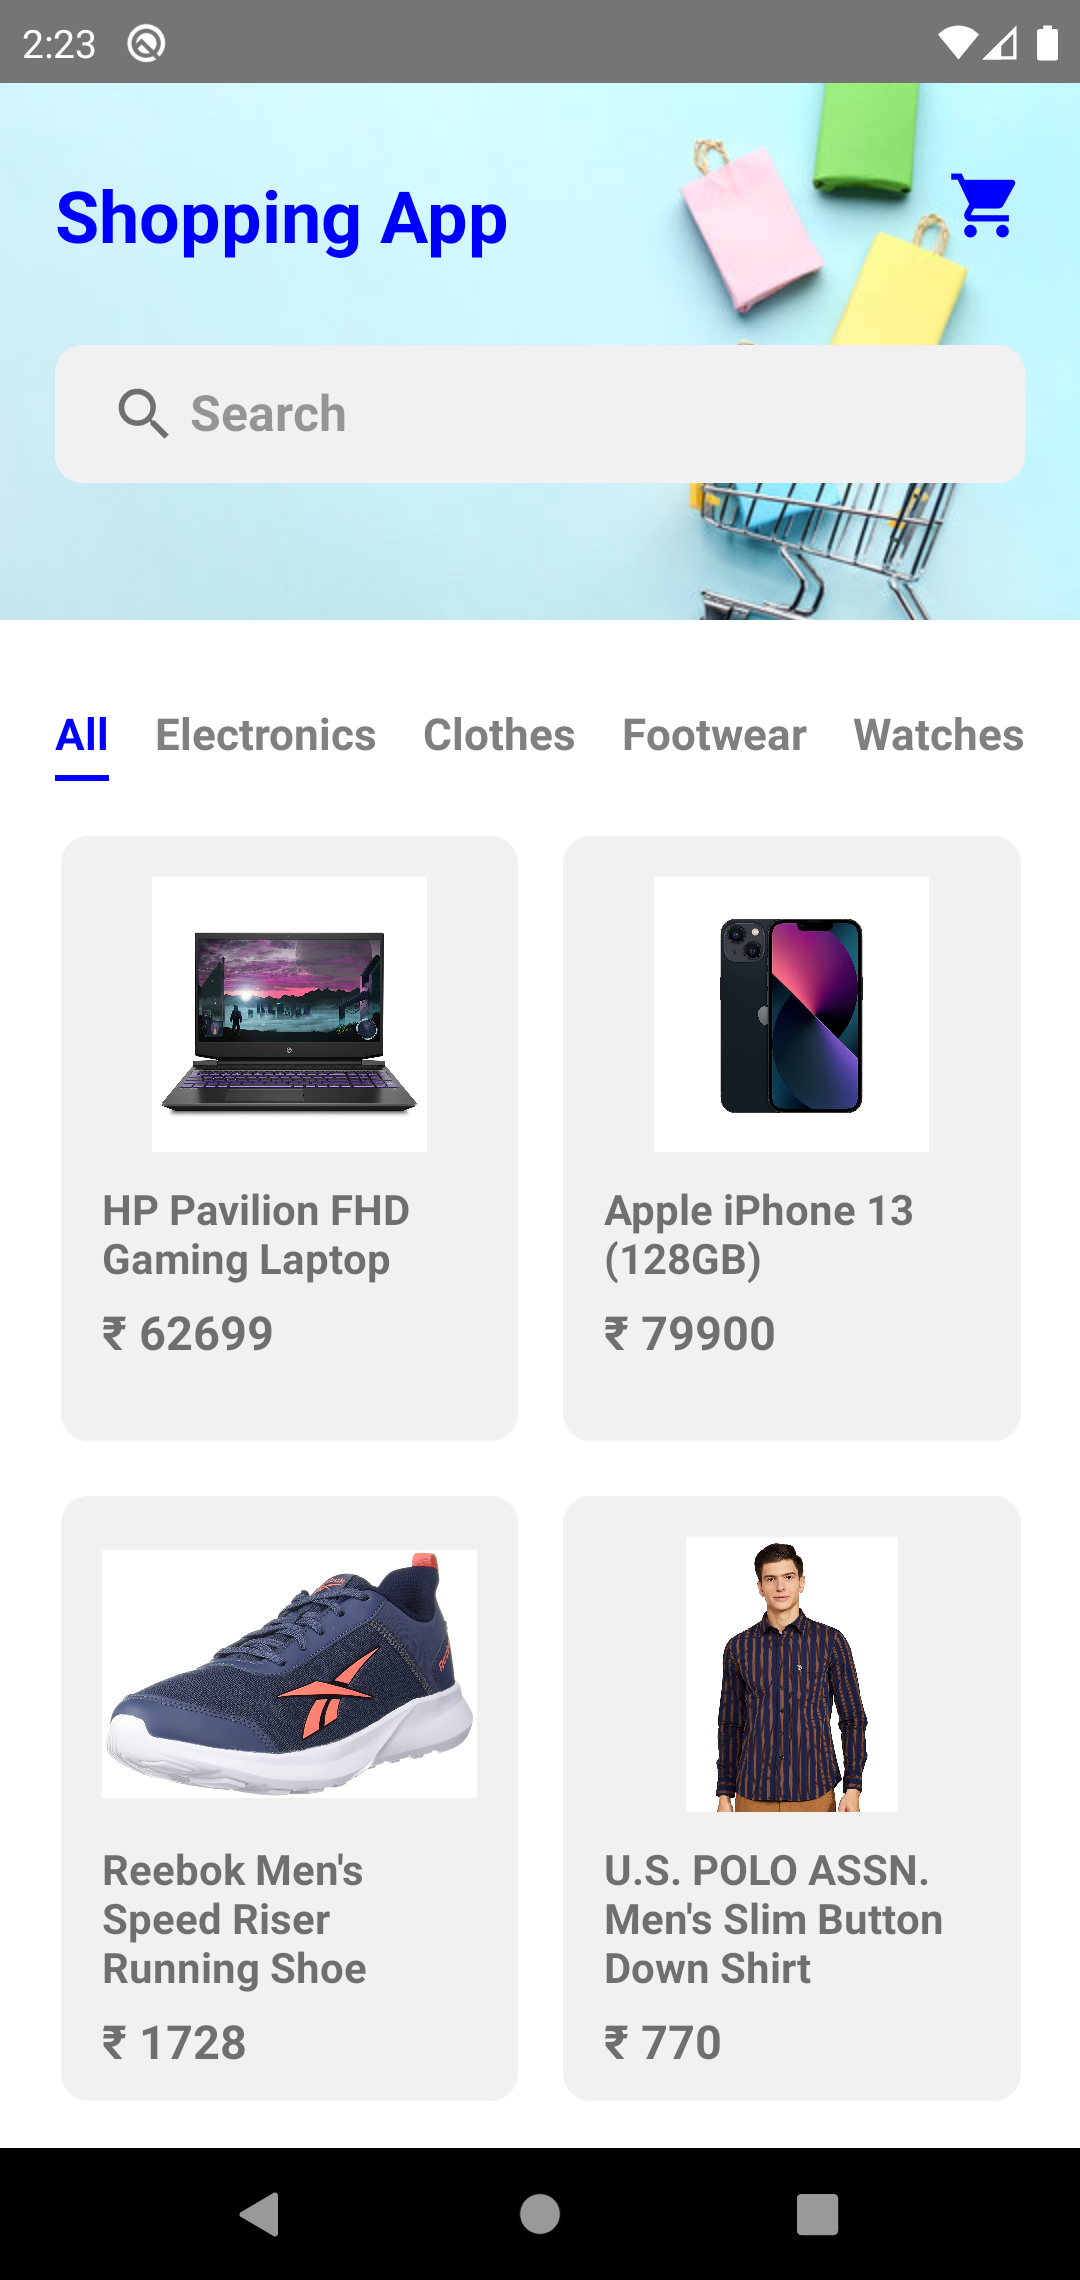 2:23
Shopping App
Search
All Electronics Clothes Footwear Watches
HP Pavilion FHD
Gaming Laptop
₹ 62699
Apple iPhone 13
(128GB)
₹ 79900
Reebok Men's
Speed Riser
Running Shoe
₹ 1728
U.S. POLO ASSN.
Men's Slim Button
Down Shirt
₹ 770